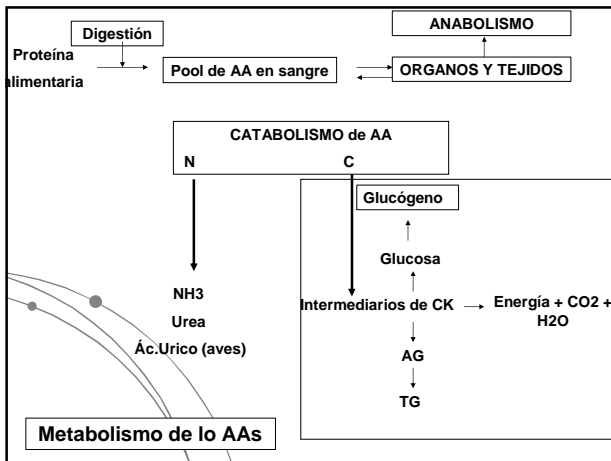 Digestión
ANABOLISMO
Proteína
alimentaria
Pool de AA en sangre
ORGANOS Y TEJIDOS
CATABOLISMO de AA
N C
Glucógeno
Glucosa
NH3
Urea
Ác.Urico (aves)
Intermediarios de CK
Energía + CO2 +
H2O
AG
TG
Metabolismo de lo AAs